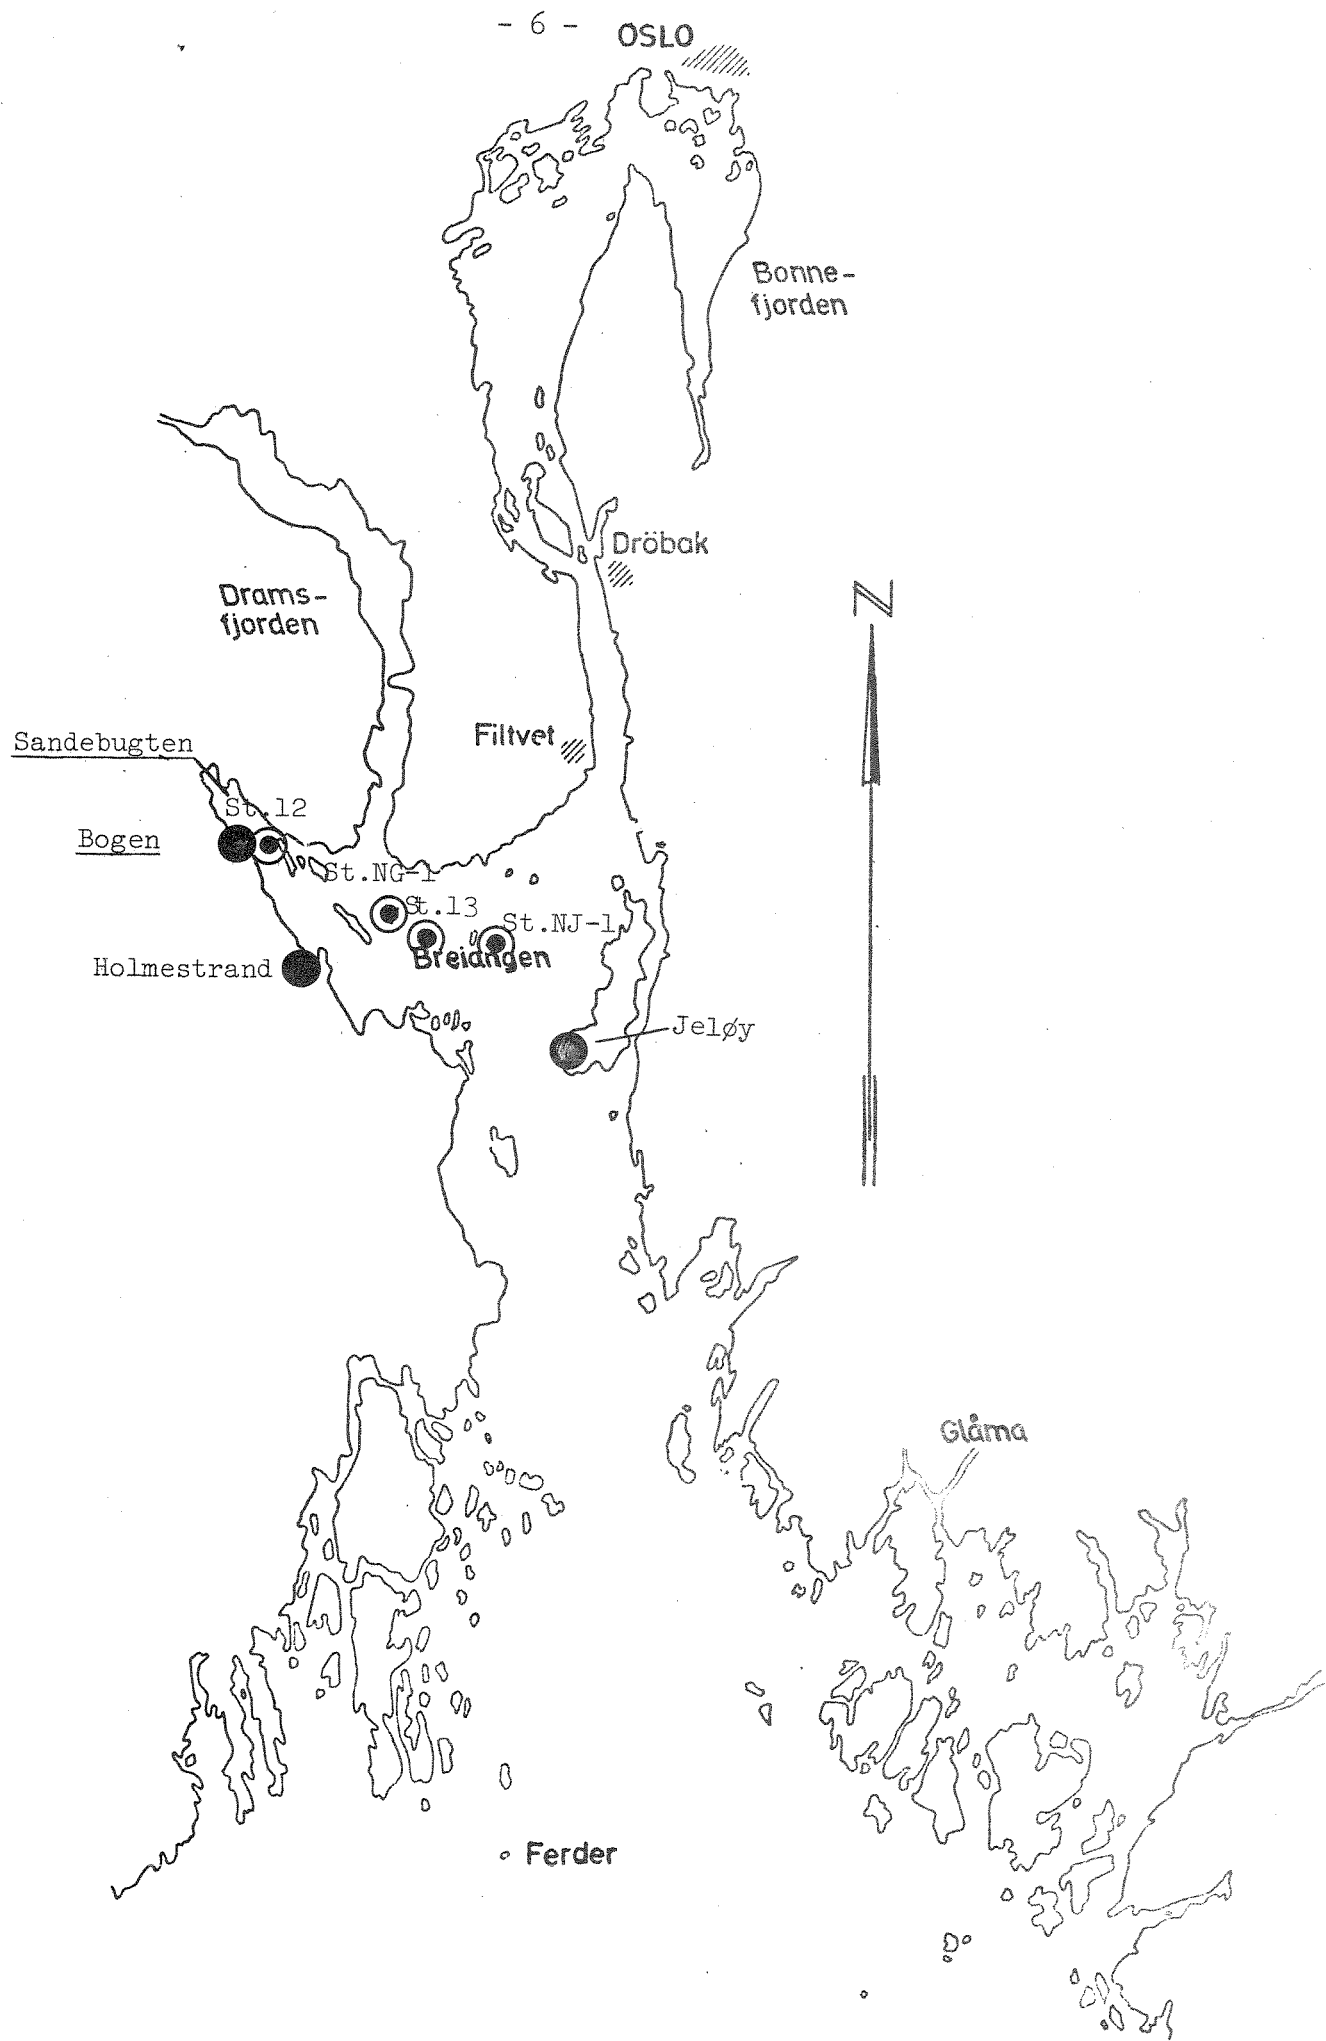 - 6 -
OSLO
Bonne-
fjorden
Dröbak
Drams-
fjorden
N
Filtvet
Sandebugten
St.12
Bogen
St.NG-1
St.13
St.NJ-1
Breiangen
Holmestrand
Jeløy
Glåma
Ferder